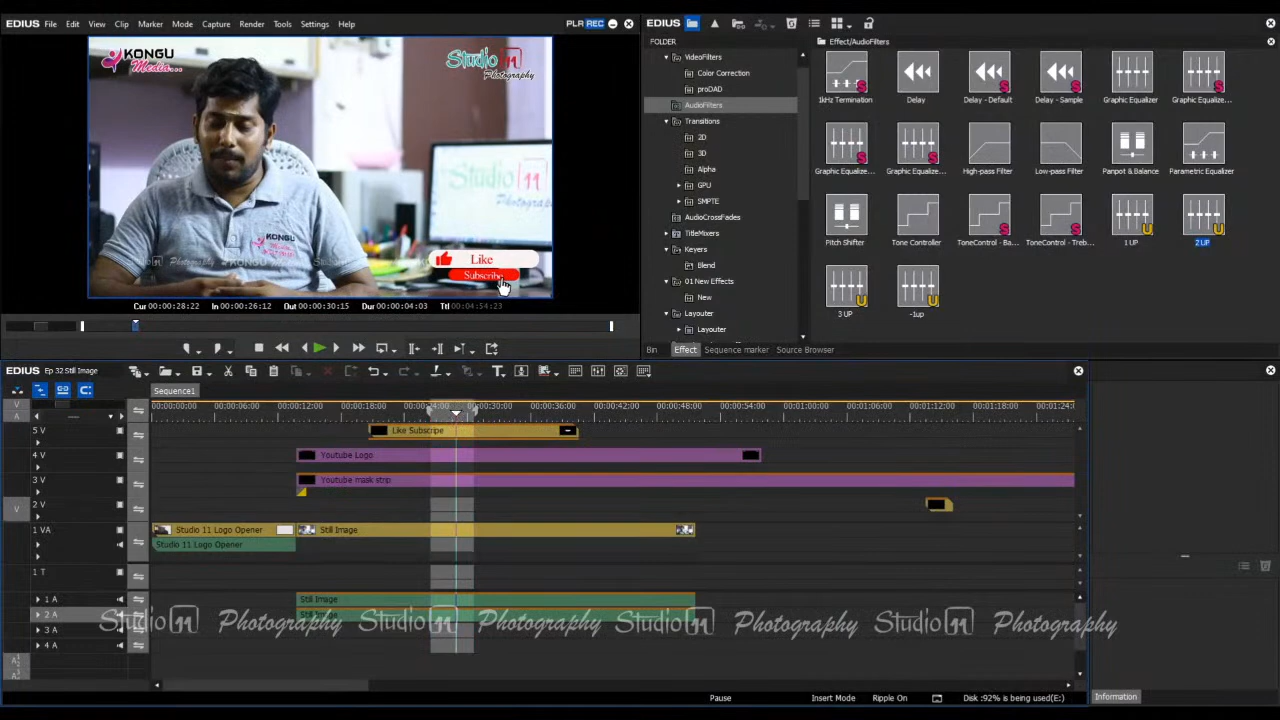 EDIUS File Edit View Clip Marker Mode Capture Render Tools Settings Help PLR REC
KONGU Media...
Studio 11 Photography
Studio 11 Photography
KONGU Media
Like
Subscribe
Cur 00:00:28:22 In 00:00:26:12 Out 00:00:30:15 Dur 00:00:04:03 Ttl 00:04:54:23
EDIUS
FOLDER
VideoFilters
Color Correction
proDAD
AudioFilters
Transitions
2D
3D
Alpha
GPU
SMPTE
AudioCrossFades
TitleMixers
Keyers
Blend
01 New Effects
New
Layouter
Layouter
Effect/AudioFilters
1kHz Termination Delay Delay - Default Delay - Sample Graphic Equalizer Graphic Equalize...
Graphic Equalize... Graphic Equalize... High-pass Filter Low-pass Filter Panpot & Balance Parametric Equalizer
Pitch Shifter Tone Controller ToneControl - Ba... ToneControl - Treb... 1 UP 2 UP
3 UP -1up
Bin Effect Sequence marker Source Browser
EDIUS Ep 32 Still Image
Sequence1
00:00:00:00 00:00:06:00 00:00:12:00 00:00:18:00 00:00:24:00 00:00:30:00 00:00:36:00 00:00:42:00 00:00:48:00 00:00:54:00 00:01:00:00 00:01:06:00 00:01:12:00 00:01:18:00 00:01:24:0
5 V Like Subscripe
4 V Youtube Logo
3 V Youtube mask strip
2 V
1 VA Studio 11 Logo Opener Still Image
Studio 11 Logo Opener
1 T
1 A Still Image
2 A Still Image
3 A
4 A
Studio 11 Photography Studio 11 Photography Studio 11 Photography Studio 11 Photography
Pause Insert Mode Ripple On Disk :92% is being used(E:)
Information